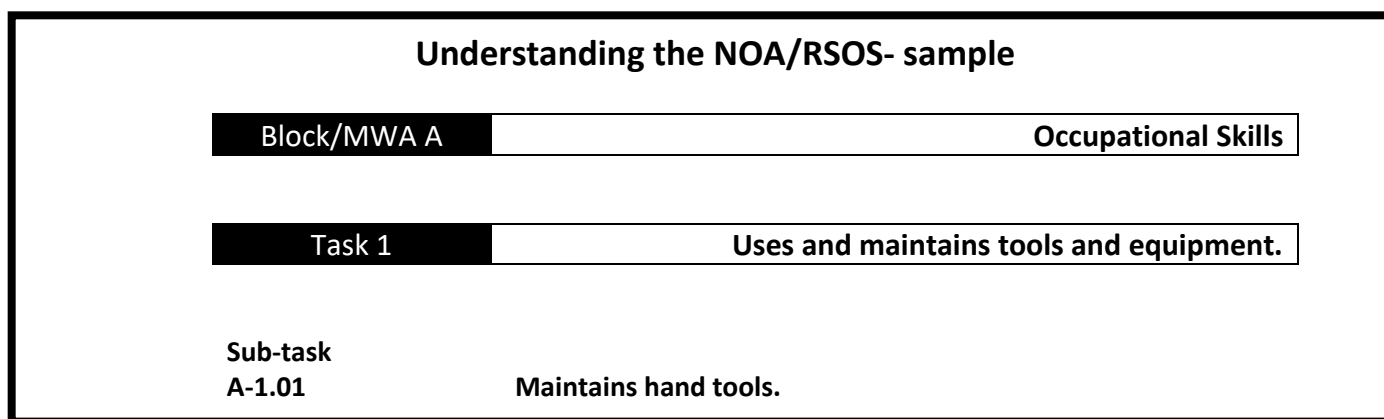 Understanding the NOA/RSOS- sample
Block/MWA A Occupational Skills
Task 1 Uses and maintains tools and equipment.
Sub-task
A-1.01 Maintains hand tools.